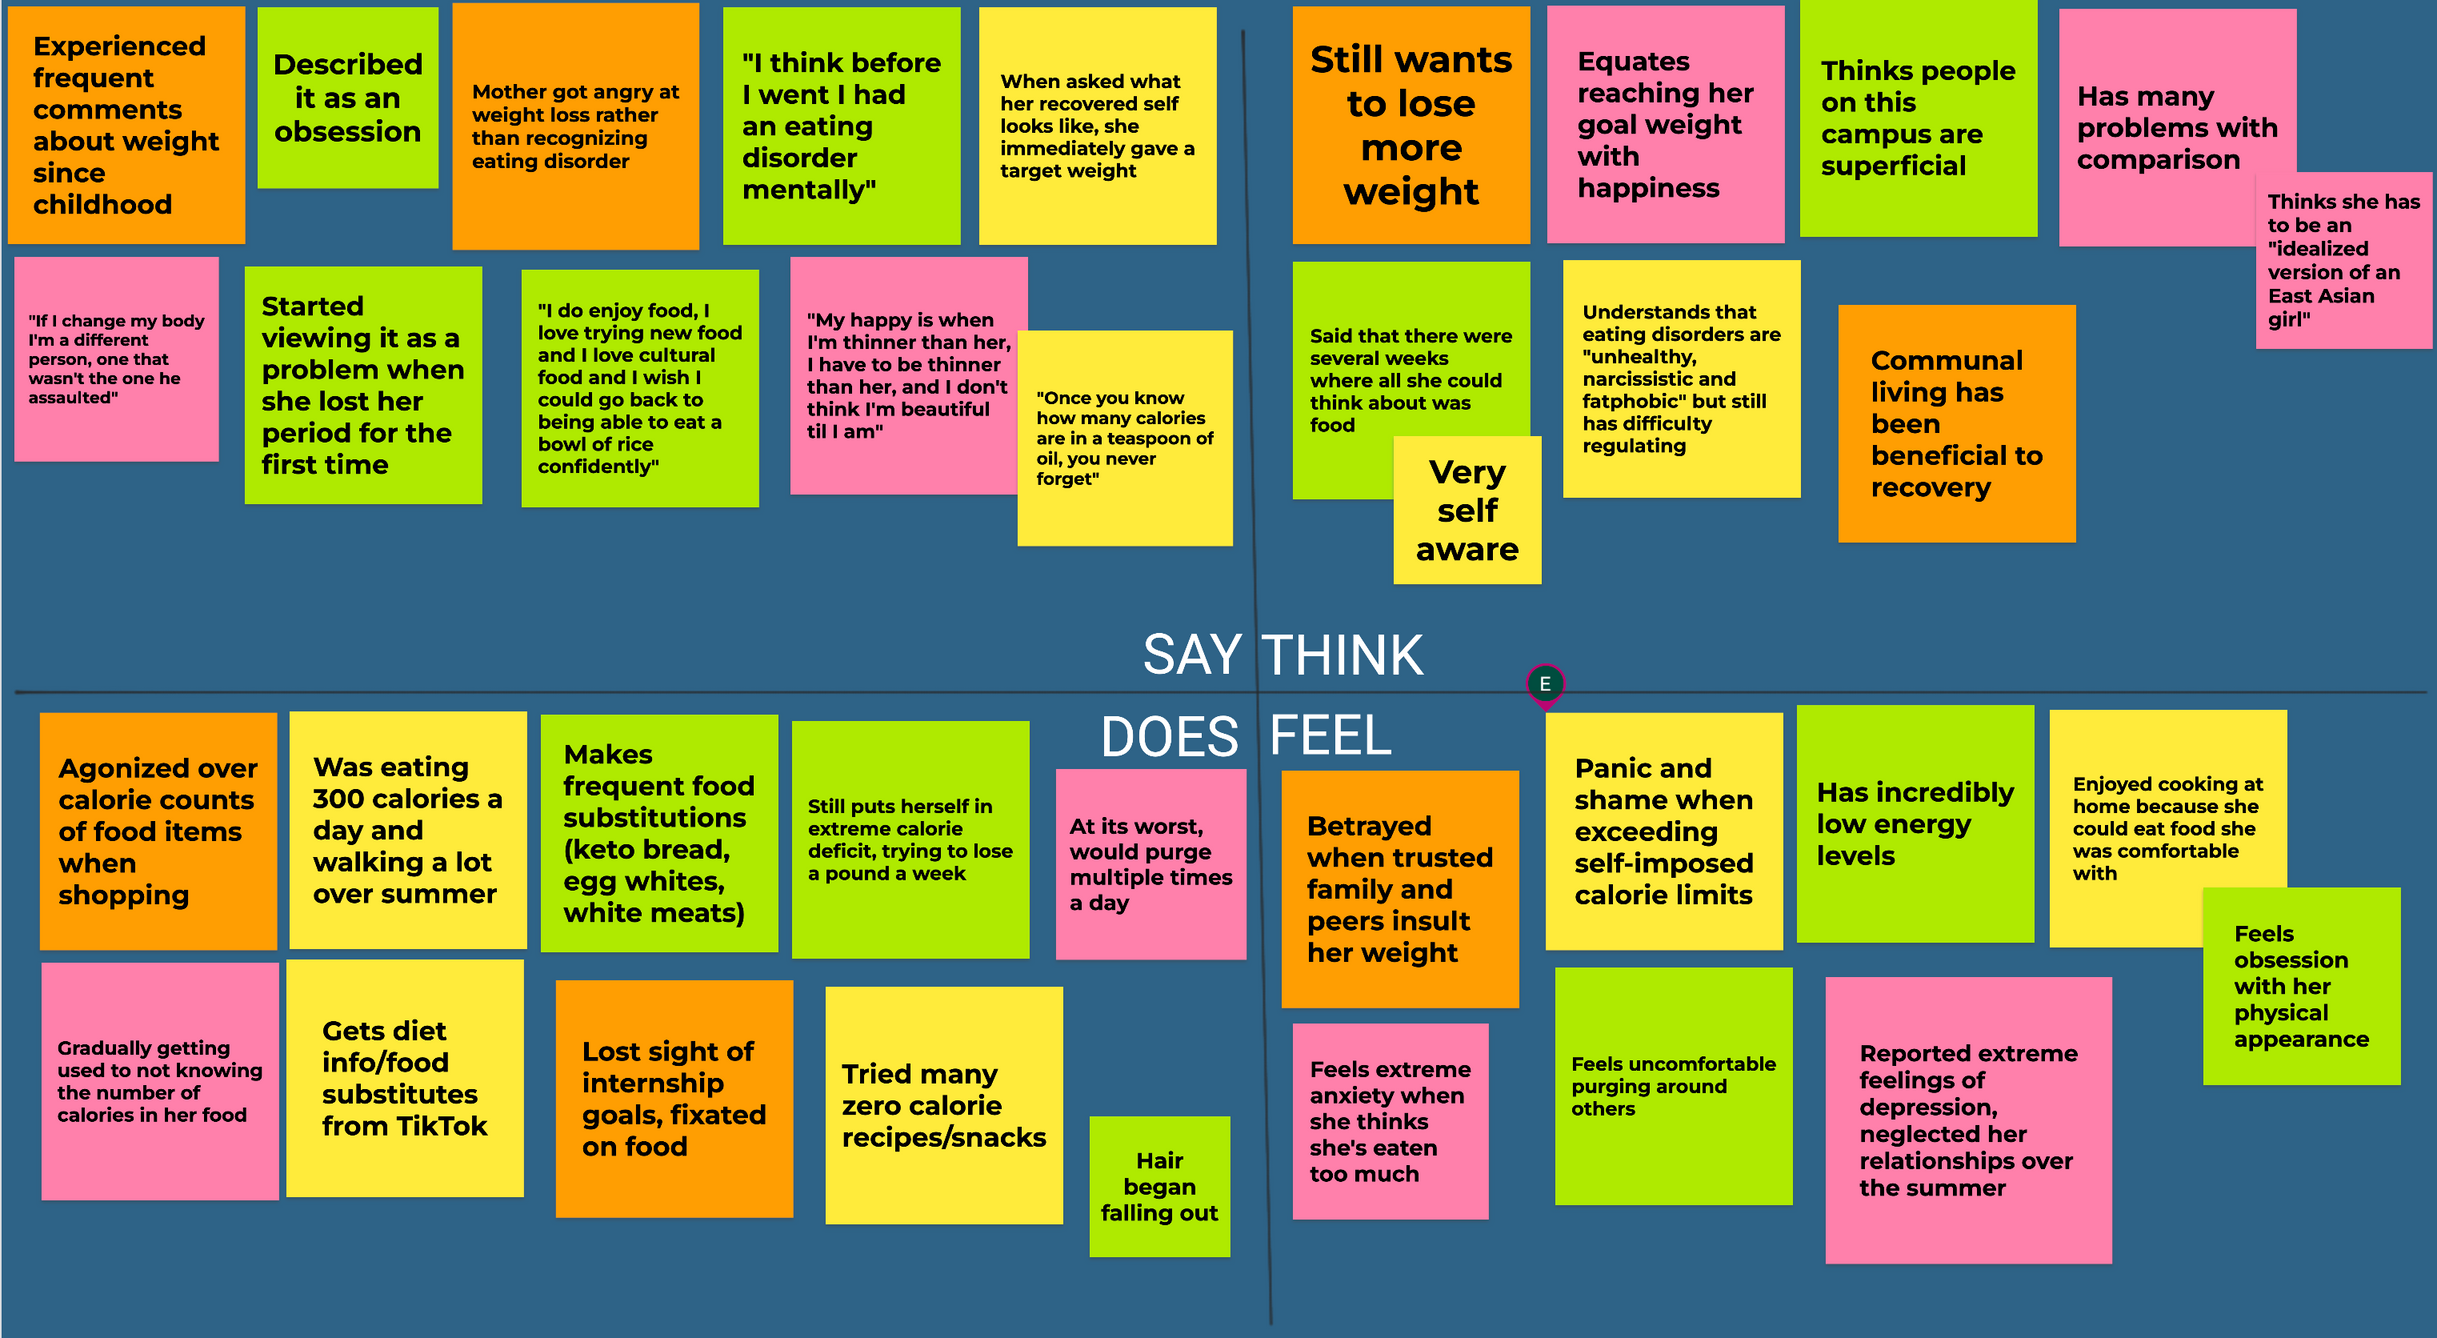 Experienced
frequent
comments
about weight
since
childhood
Described
it as an
obsession
Mother got angry at
weight loss rather
than recognizing
eating disorder
"I think before
I went I had
an eating
disorder
mentally"
When asked what
her recovered self
looks like, she
immediately gave a
target weight
"If I change my body
I'm a different
person, one that
wasn't the one he
assaulted"
Started
viewing it as a
problem when
she lost her
period for the
first time
"I do enjoy food, I
love trying new food
and I love cultural
food and I wish I
could go back to
being able to eat a
bowl of rice
confidently"
"My happy is when
I'm thinner than her,
I have to be thinner
than her, and I don't
think I'm beautiful
til I am"
"Once you know
how many calories
are in a teaspoon of
oil, you never
forget"
SAY
Still wants
to lose
more
weight
Equates
reaching her
goal weight
with
happiness
Thinks people
on this
campus are
superficial
Has many
problems with
comparison
Thinks she has
to be an
"idealized
version of an
East Asian
girl"
Said that there were
several weeks
where all she could
think about was
food
Very
self
aware
Understands that
eating disorders are
"unhealthy,
narcissistic and
fatphobic" but still
has difficulty
regulating
Communal
living has
been
beneficial to
recovery
THINK
E
DOES
Agonized over
calorie counts
of food items
when
shopping
Was eating
300 calories a
day and
walking a lot
over summer
Makes
frequent food
substitutions
(keto bread,
egg whites,
white meats)
Still puts herself in
extreme calorie
deficit, trying to lose
a pound a week
At its worst,
would purge
multiple times
a day
Gradually getting
used to not knowing
the number of
calories in her food
Gets diet
info/food
substitutes
from TikTok
Lost sight of
internship
goals, fixated
on food
Tried many
zero calorie
recipes/snacks
Hair
began
falling out
FEEL
Betrayed
when trusted
family and
peers insult
her weight
Panic and
shame when
exceeding
self-imposed
calorie limits
Has incredibly
low energy
levels
Enjoyed cooking at
home because she
could eat food she
was comfortable
with
Feels
obsession
with her
physical
appearance
Feels extreme
anxiety when
she thinks
she's eaten
too much
Feels uncomfortable
purging around
others
Reported extreme
feelings of
depression,
neglected her
relationships over
the summer